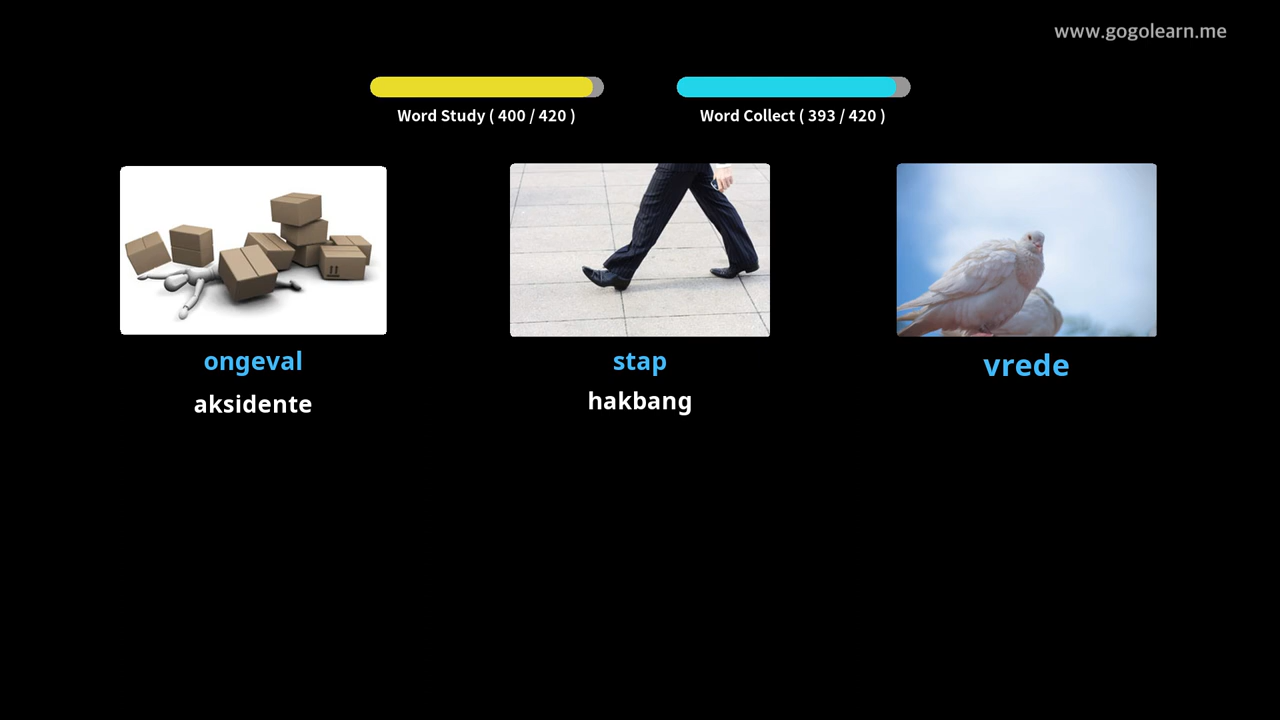 www.gogolearn.me
Word Study ( 400 / 420 )
Word Collect ( 393 / 420 )
ongeval
stap
vrede
aksidente
hakbang